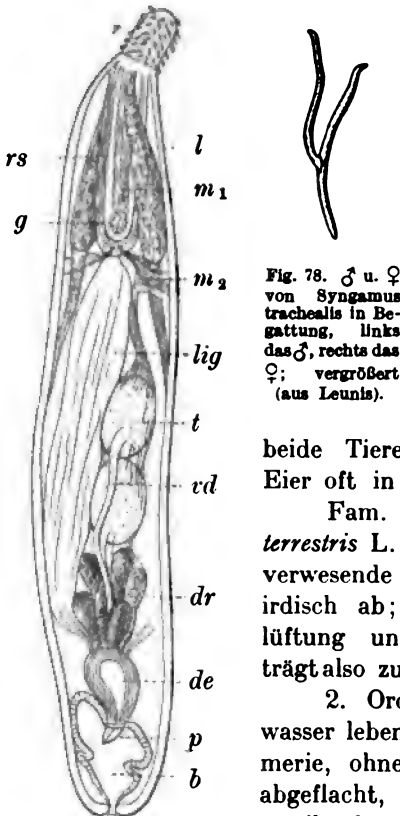 r
rs
l
m1
g
m2
lig
t
vd
dr
de
p
b
Fig. 78. ♂ u. ♀
von Syngamus
trachealis in Be-
gattung, links
das ♂, rechts das
♀; vergrößert
(aus Leunis).
beide Tiere
Eier oft in
Fam.
terrestris L.
verwesende
irdisch ab;
lüftung un
trägt also zu
2. Ord
wasser leben
merie, ohne
abgeflacht,